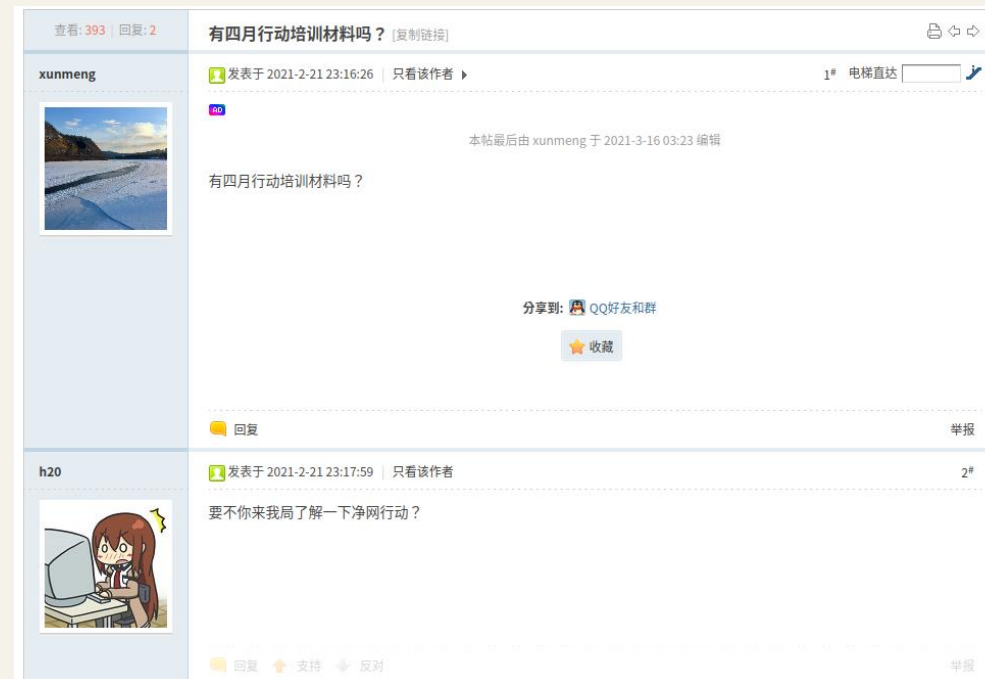 查看: 393 | 回复: 2
有四月行动培训材料吗？ [复制链接]
xunmeng
发表于 2021-2-21 23:16:26 | 只看该作者
1# 电梯直达
AD
本帖最后由 xunmeng 于 2021-3-16 03:23 编辑
有四月行动培训材料吗？
分享到: QQ好友和群
收藏
回复 举报
h20
发表于 2021-2-21 23:17:59 | 只看该作者
2#
要不你来我局了解一下净网行动？
回复 支持 反对 举报